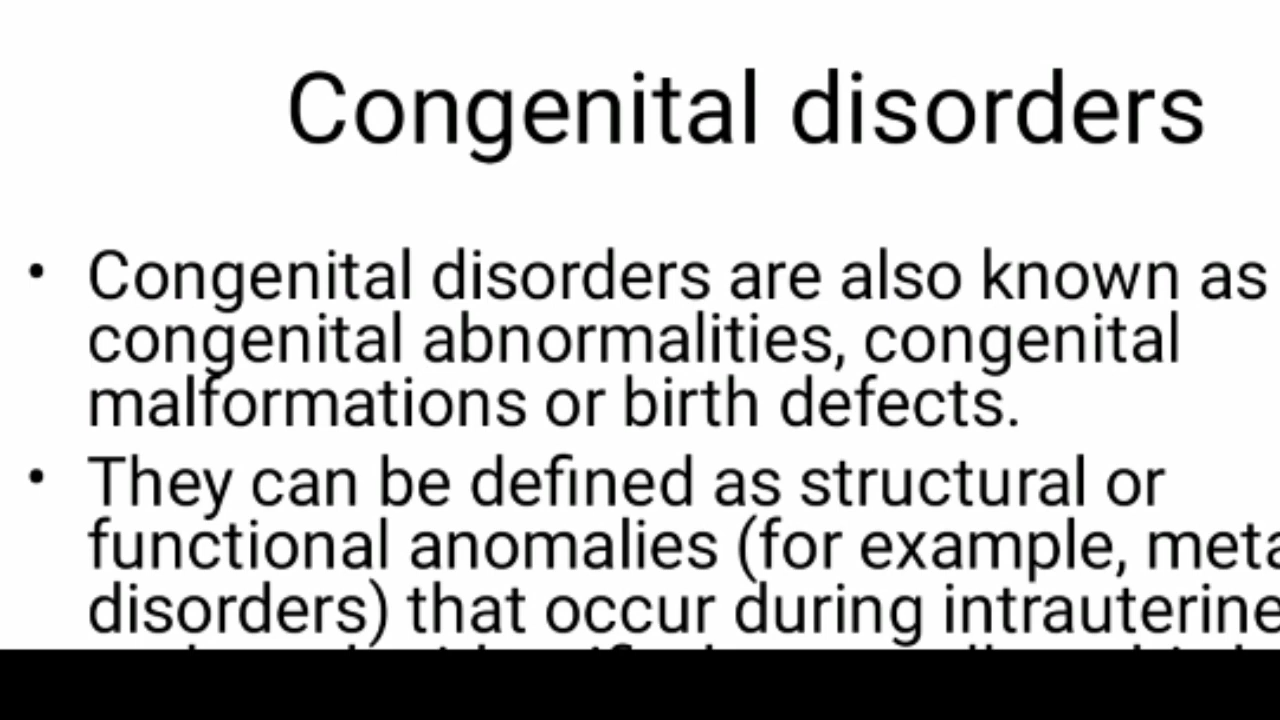 Congenital disorders
• Congenital disorders are also known as
congenital abnormalities, congenital
malformations or birth defects.
• They can be defined as structural or
functional anomalies (for example,
disorders) that occur during intrauterine